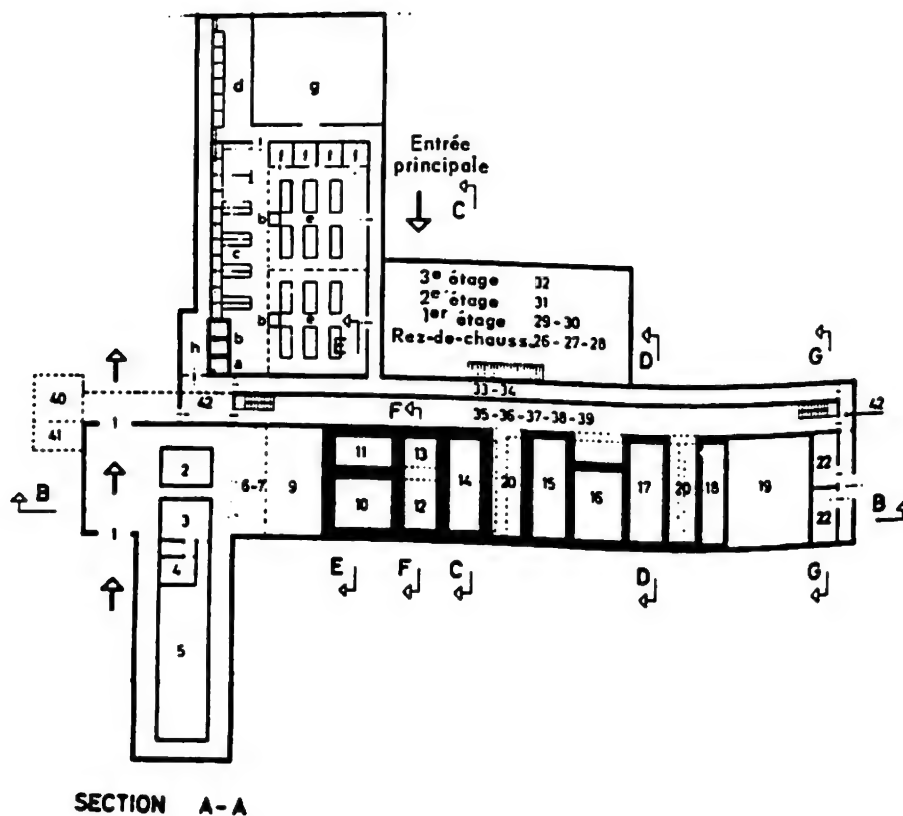 d g
Entrée
principale
C
f f f f
b e
c
3e étage 32
2e étage 31
1er étage 29-30
Rez-de-chauss. 26-27-28
b e E
D G
h b
a
33-34
40 42 F 35-36-37-38-39 42
41 1
11 13
2 6-7 9 14 20 15 17 20 18 19 22
B 10 12 16 22 B
3
1
4
E F C D G
5
SECTION A-A